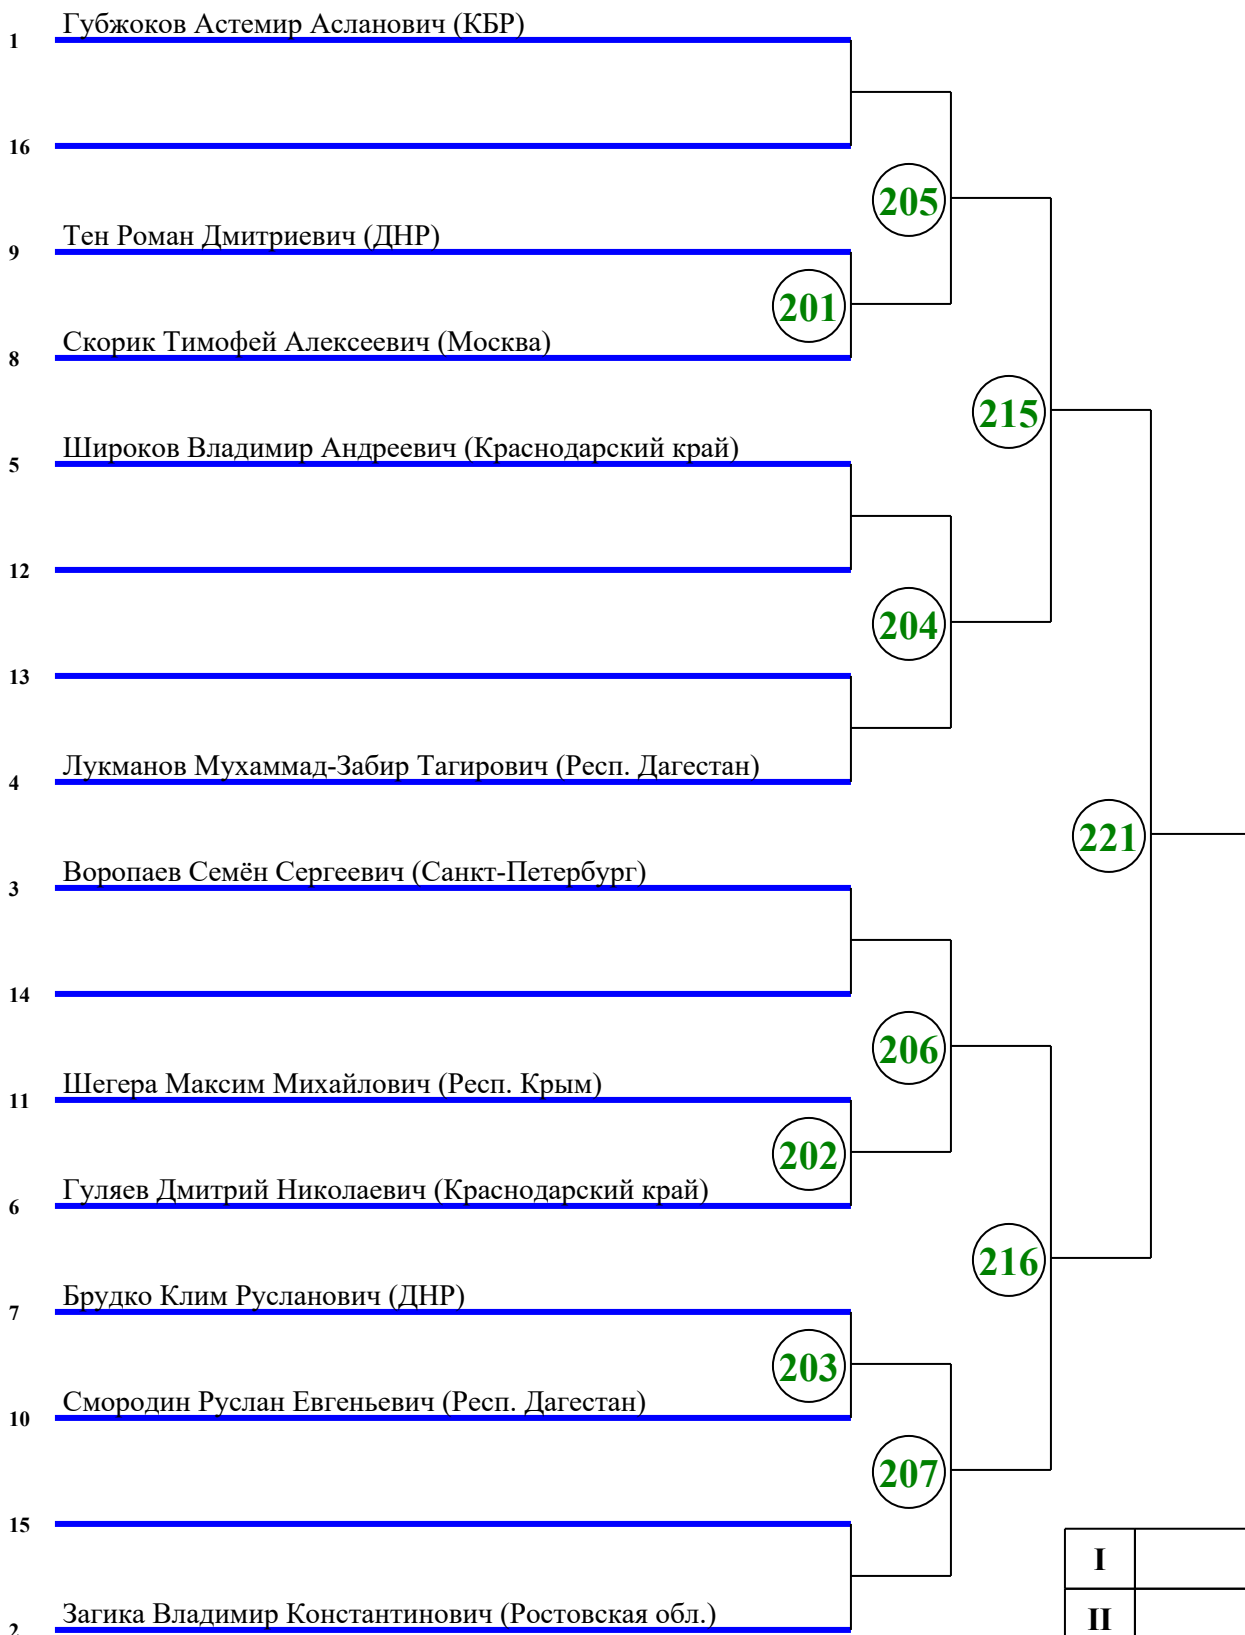 1 Губжоков Астемир Асланович (КБР)
16
205
9 Тен Роман Дмитриевич (ДНР)
201
8 Скорик Тимофей Алексеевич (Москва)
215
5 Широков Владимир Андреевич (Краснодарский край)
12
204
13
4 Лукманов Мухаммад-Забир Тагирович (Респ. Дагестан)
221
3 Воропаев Семён Сергеевич (Санкт-Петербург)
14
206
11 Шегера Максим Михайлович (Респ. Крым)
202
6 Гуляев Дмитрий Николаевич (Краснодарский край)
216
7 Брудко Клим Русланович (ДНР)
203
10 Смородин Руслан Евгеньевич (Респ. Дагестан)
207
15
I
2 Загика Владимир Константинович (Ростовская обл.)
II